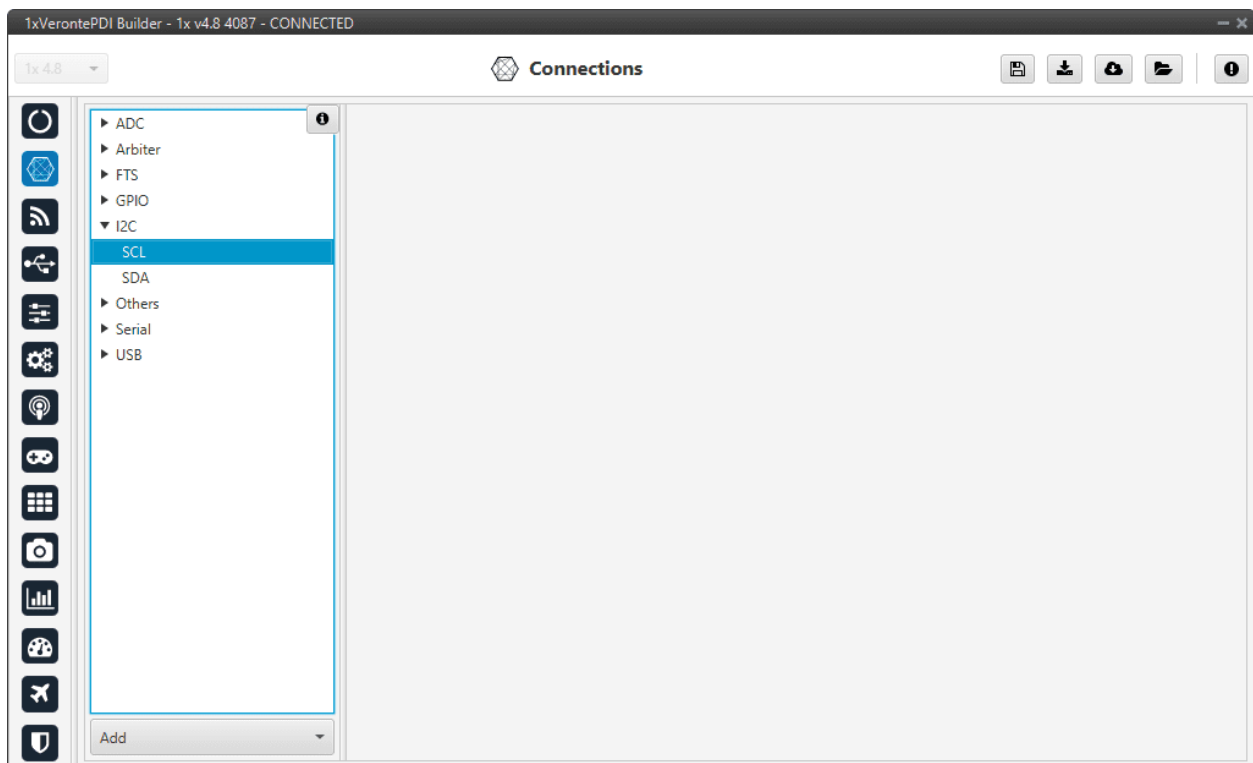 1xVerontePDI Builder - 1x v4.8 4087 - CONNECTED
1x 4.8
Connections
ADC
Arbiter
FTS
GPIO
I2C
SCL
SDA
Others
Serial
USB
Add